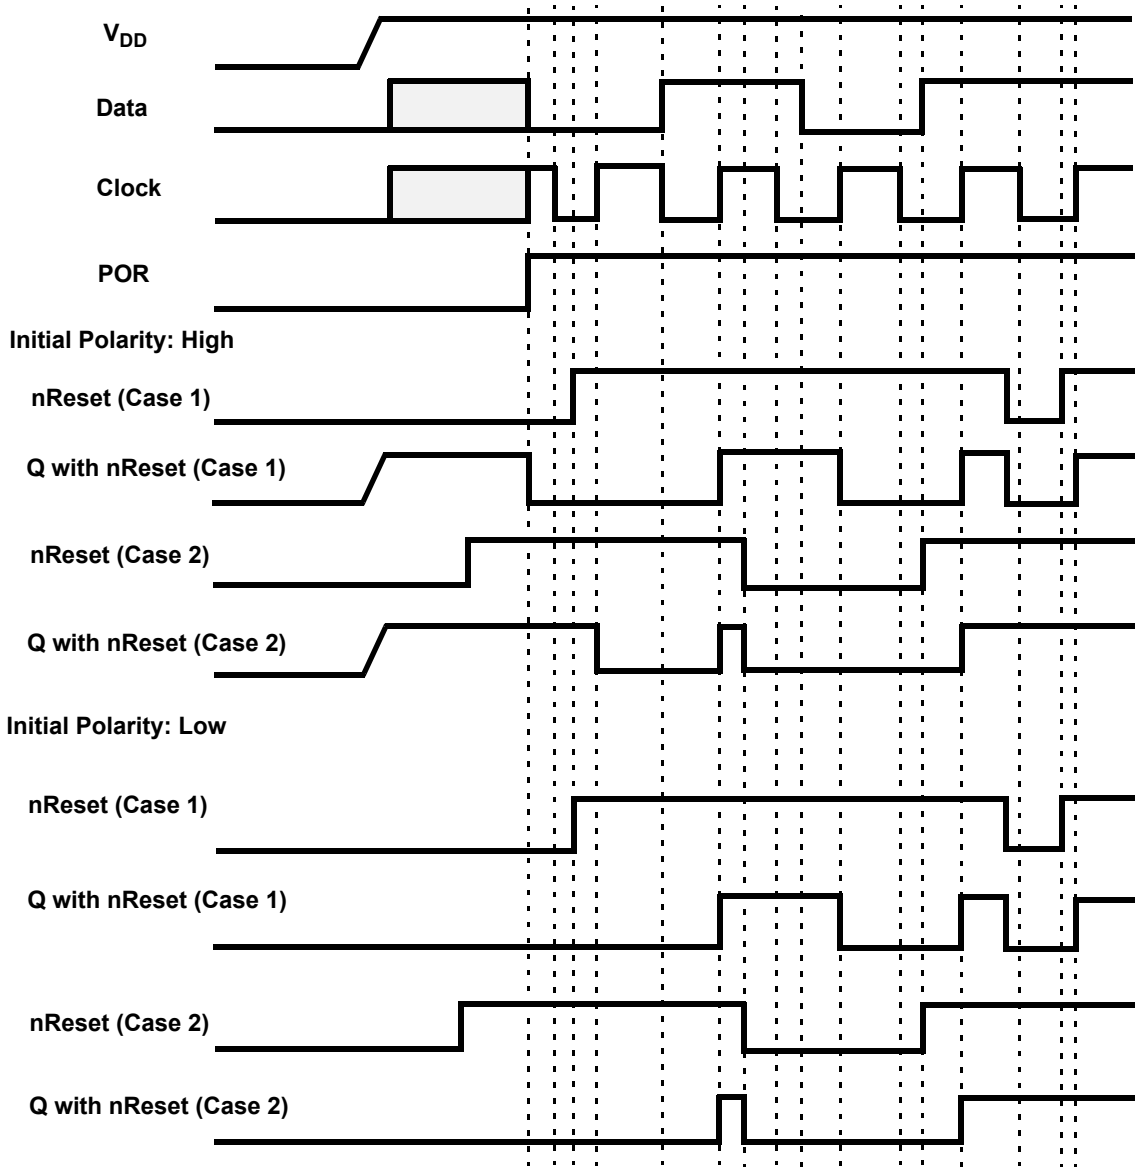 VDD
Data
Clock
POR
Initial Polarity: High
nReset (Case 1)
Q with nReset (Case 1)
nReset (Case 2)
Q with nReset (Case 2)
Initial Polarity: Low
nReset (Case 1)
Q with nReset (Case 1)
nReset (Case 2)
Q with nReset (Case 2)